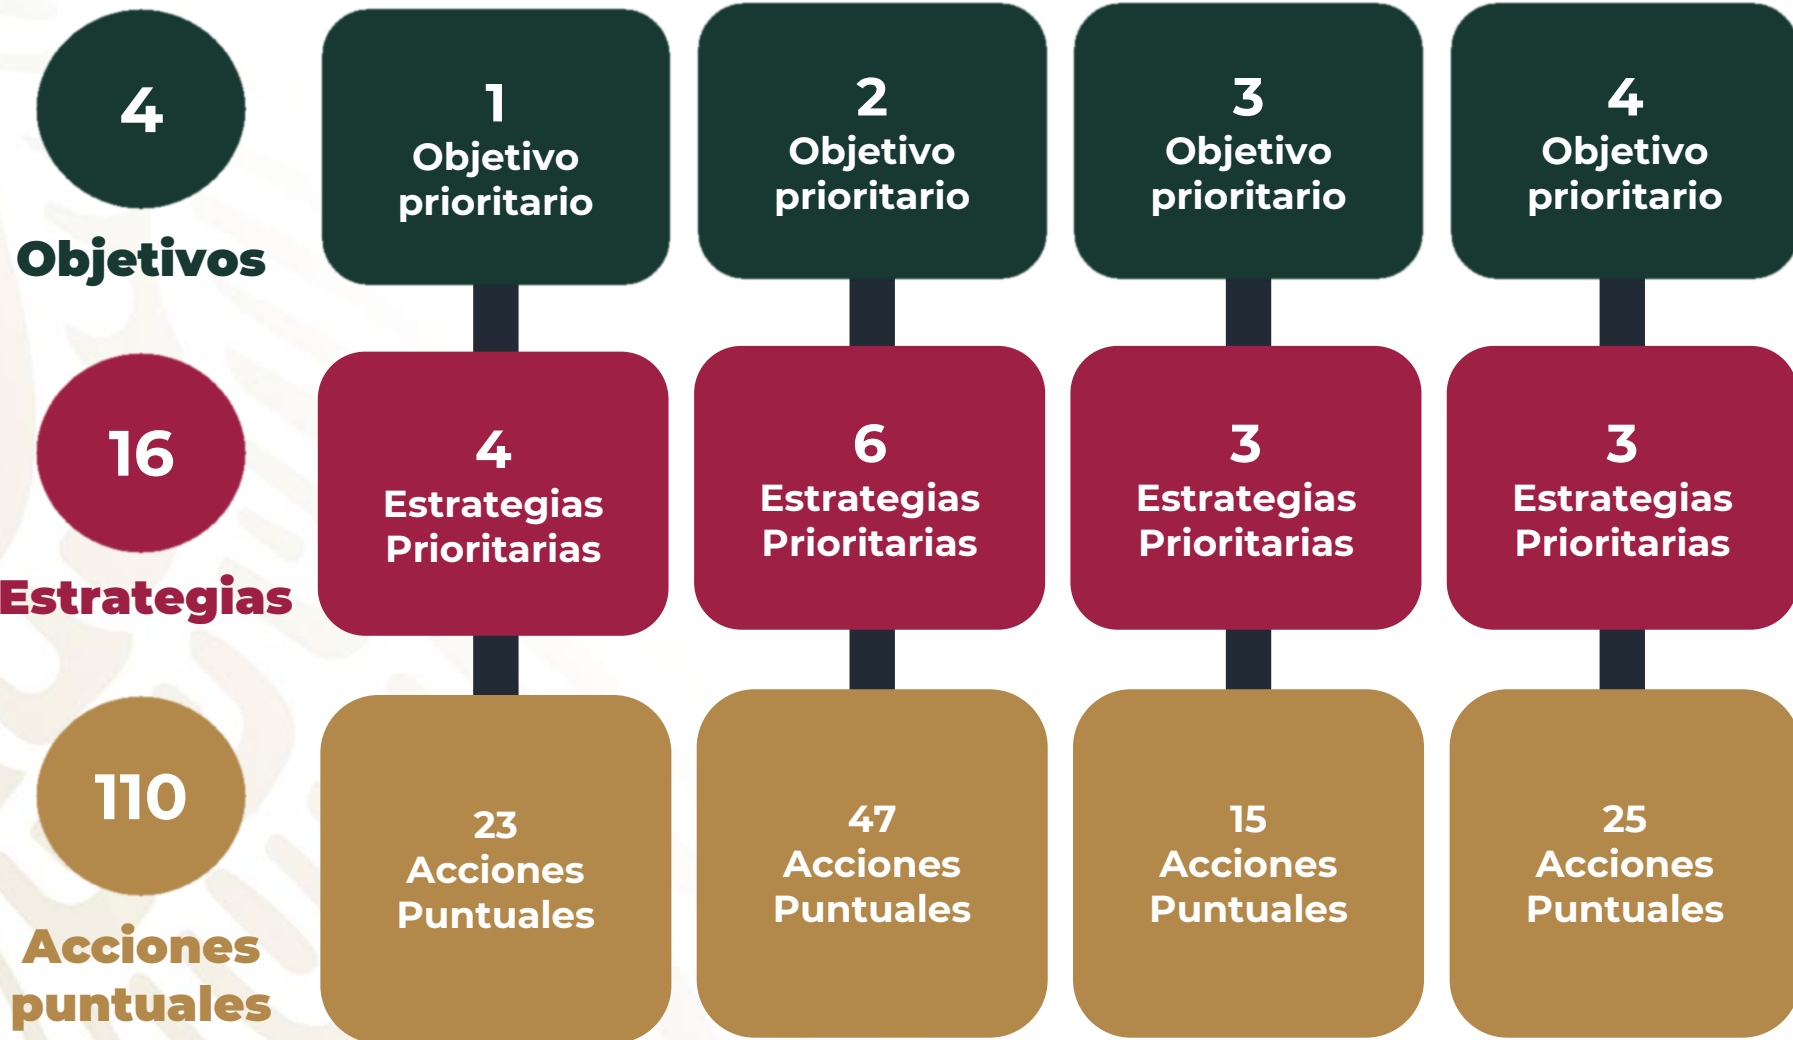 4
Objetivos
1
Objetivo
prioritario
2
Objetivo
prioritario
3
Objetivo
prioritario
4
Objetivo
prioritario
16
Estrategias
4
Estrategias
Prioritarias
6
Estrategias
Prioritarias
3
Estrategias
Prioritarias
3
Estrategias
Prioritarias
110
Acciones
puntuales
23
Acciones
Puntuales
47
Acciones
Puntuales
15
Acciones
Puntuales
25
Acciones
Puntuales